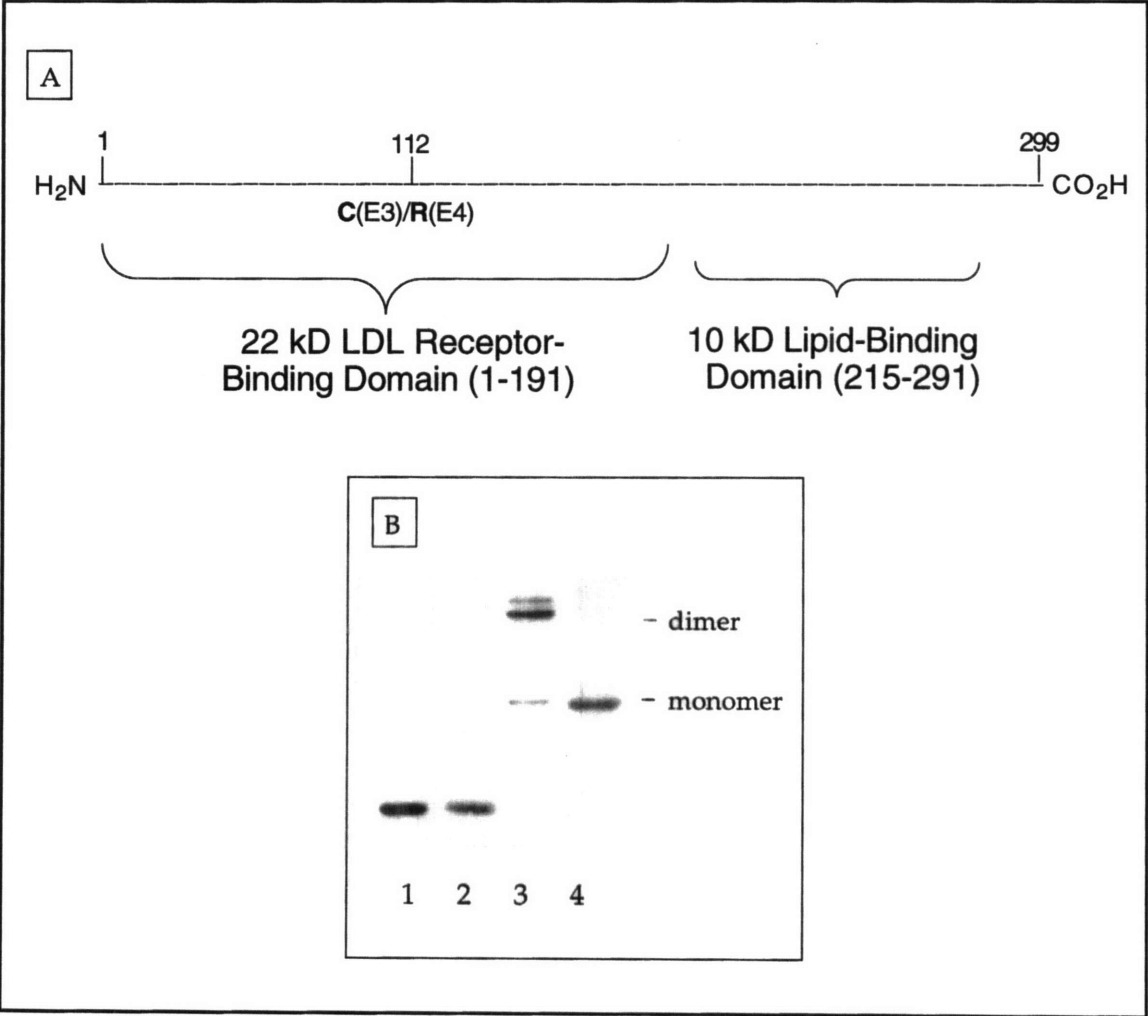 A
1 112 299
H₂N CO₂H
C(E3)/R(E4)
22 kD LDL Receptor-
Binding Domain (1-191)
10 kD Lipid-Binding
Domain (215-291)
B
- dimer
- monomer
1 2 3 4